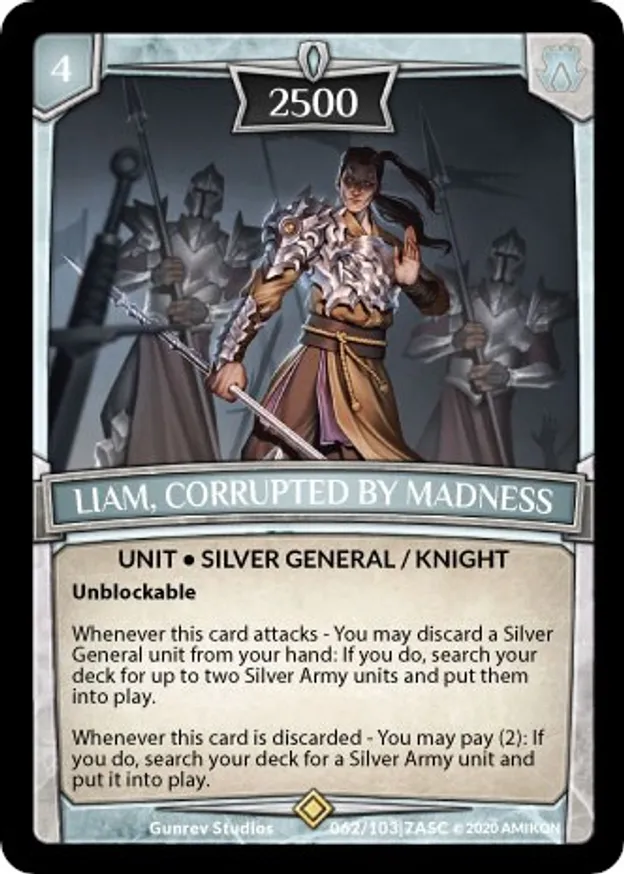 4
2500
LIAM, CORRUPTED BY MADNESS
UNIT • SILVER GENERAL / KNIGHT
Unblockable
Whenever this card attacks - You may discard a Silver
General unit from your hand: If you do, search your
deck for up to two Silver Army units and put them
into play.
Whenever this card is discarded - You may pay (2): If
you do, search your deck for a Silver Army unit and
put it into play.
Gunrev Studios 062/103|7ASC © 2020 AMIKON